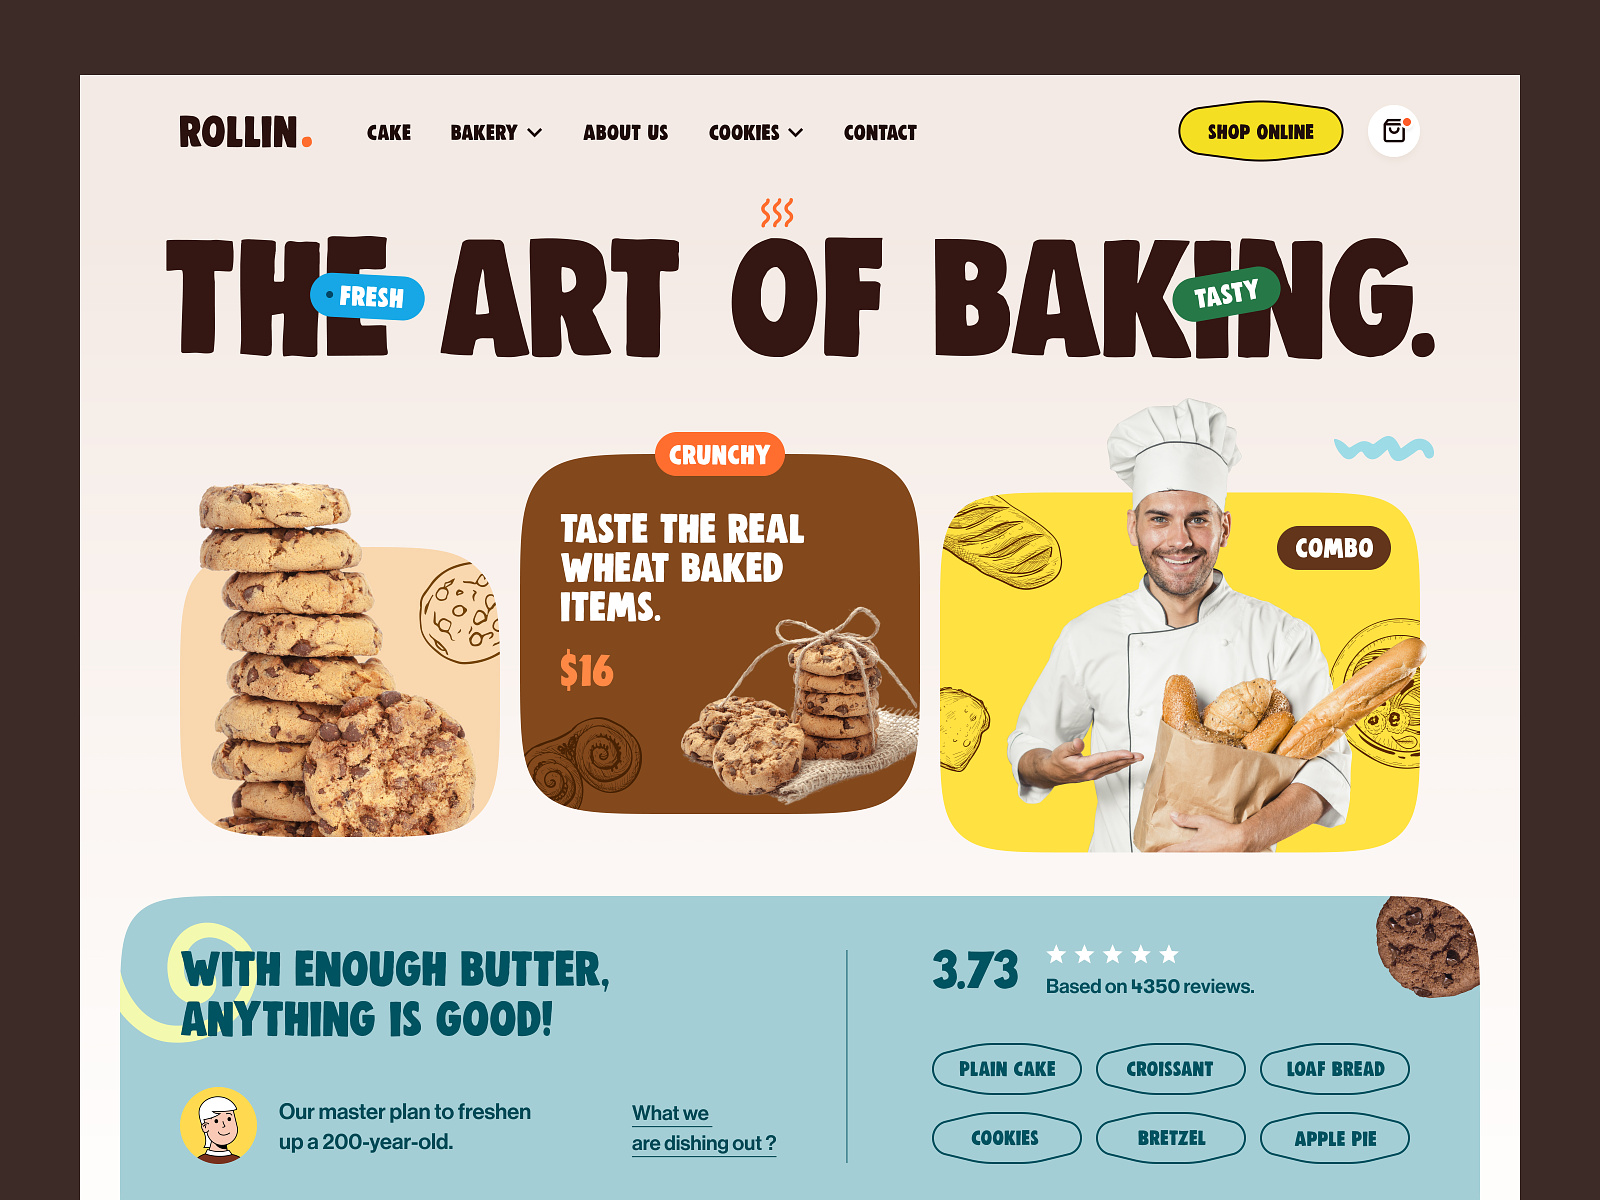 ROLLIN.
CAKE
BAKERY
ABOUT US
COOKIES
CONTACT
SHOP ONLINE
THE ART OF BAKING.
FRESH
TASTY
CRUNCHY
TASTE THE REAL
WHEAT BAKED
ITEMS.
$16
COMBO
WITH ENOUGH BUTTER,
ANYTHING IS GOOD!
Our master plan to freshen
up a 200-year-old.
What we
are dishing out ?
3.73
Based on 4350 reviews.
PLAIN CAKE
CROISSANT
LOAF BREAD
COOKIES
BRETZEL
APPLE PIE